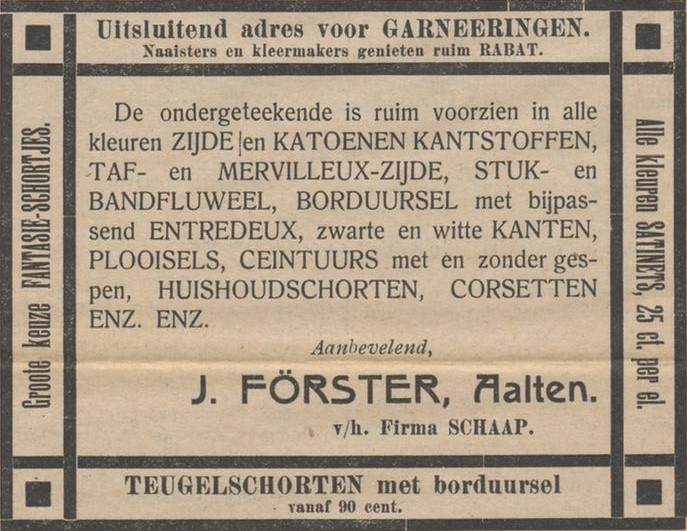 Uitsluitend adres voor GARNEERINGEN.
Naaisters en kleermakers genieten ruim RABAT.
Groote keuze FANTASIE-SCHORTJES.
De ondergeteekende is ruim voorzien in alle
kleuren ZIJDE en KATOENEN KANTSTOFFEN,
TAF- en MERVILLEUX-ZIJDE, STUK- en
BANDFLUWEEL, BORDUURSEL met bijpas-
send ENTREDEUX, zwarte en witte KANTEN,
PLOOISELS, CEINTUURS met en zonder ges-
pen, HUISHOUDSCHORTEN, CORSETTEN
ENZ. ENZ.
Aanbevelend,
J. FÖRSTER, Aalten.
v/h. Firma SCHAAP.
Alle kleuren SATINETS, 25 ct. per el.
TEUGELSCHORTEN met borduursel
vanaf 90 cent.